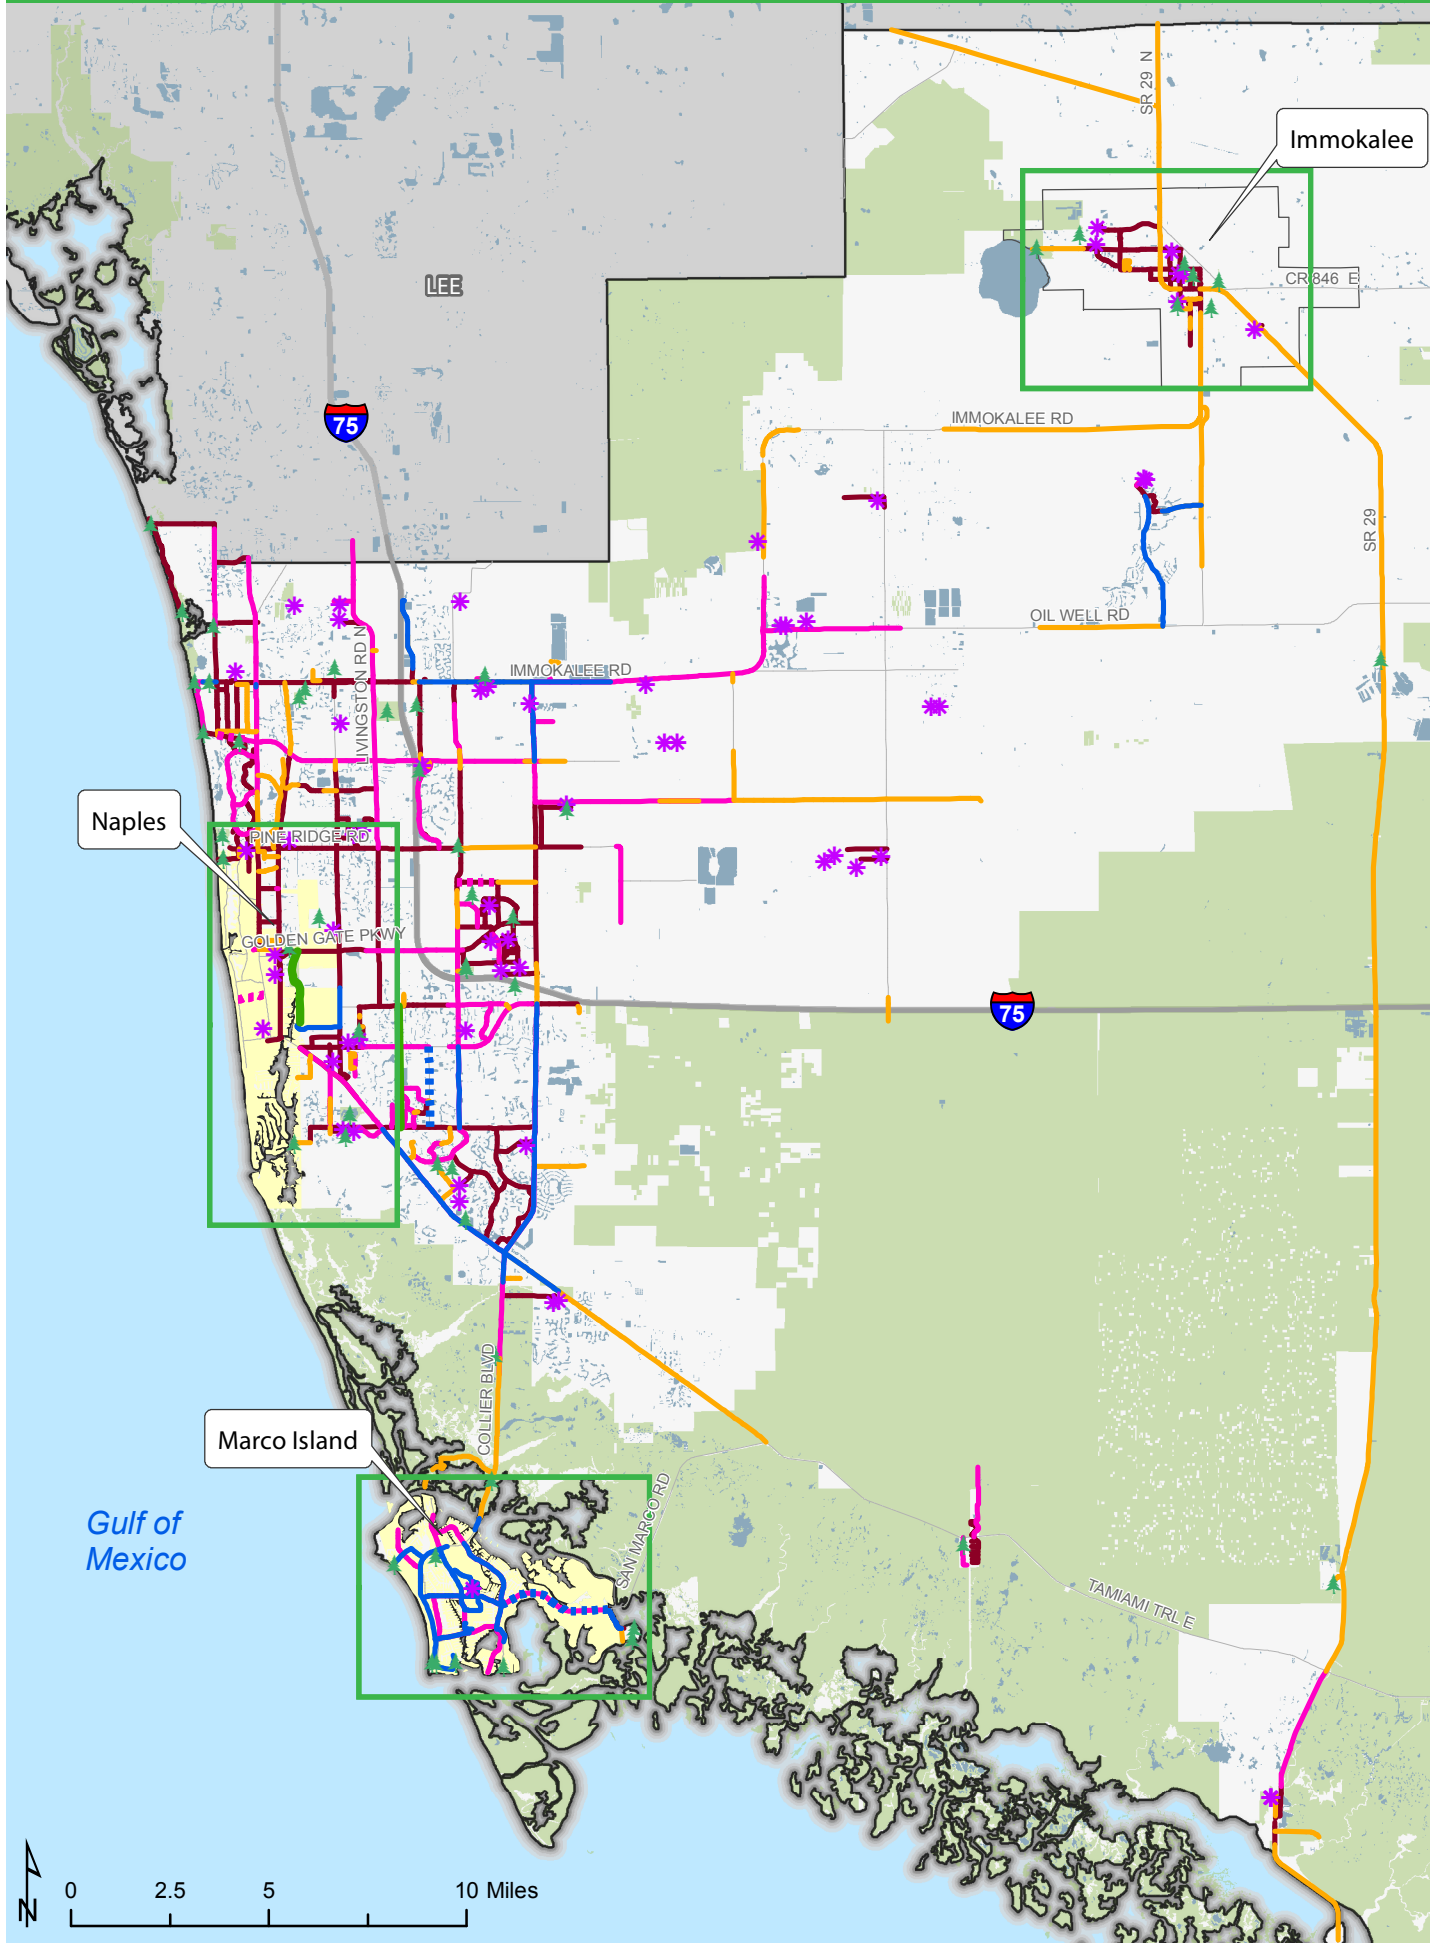 SR 29 N
Immokalee
LEE
CR 846 E
75
IMMOKALEE RD
SR 29
OIL WELL RD
LIVINGSTON RD N
IMMOKALEE RD
Naples
PINE RIDGE RD
GOLDEN GATE PKWY
75
COLLIER BLVD
Marco Island
Gulf of
Mexico
SAN MARCO RD
TAMIAMI TRL E
N
0 2.5 5 10 Miles